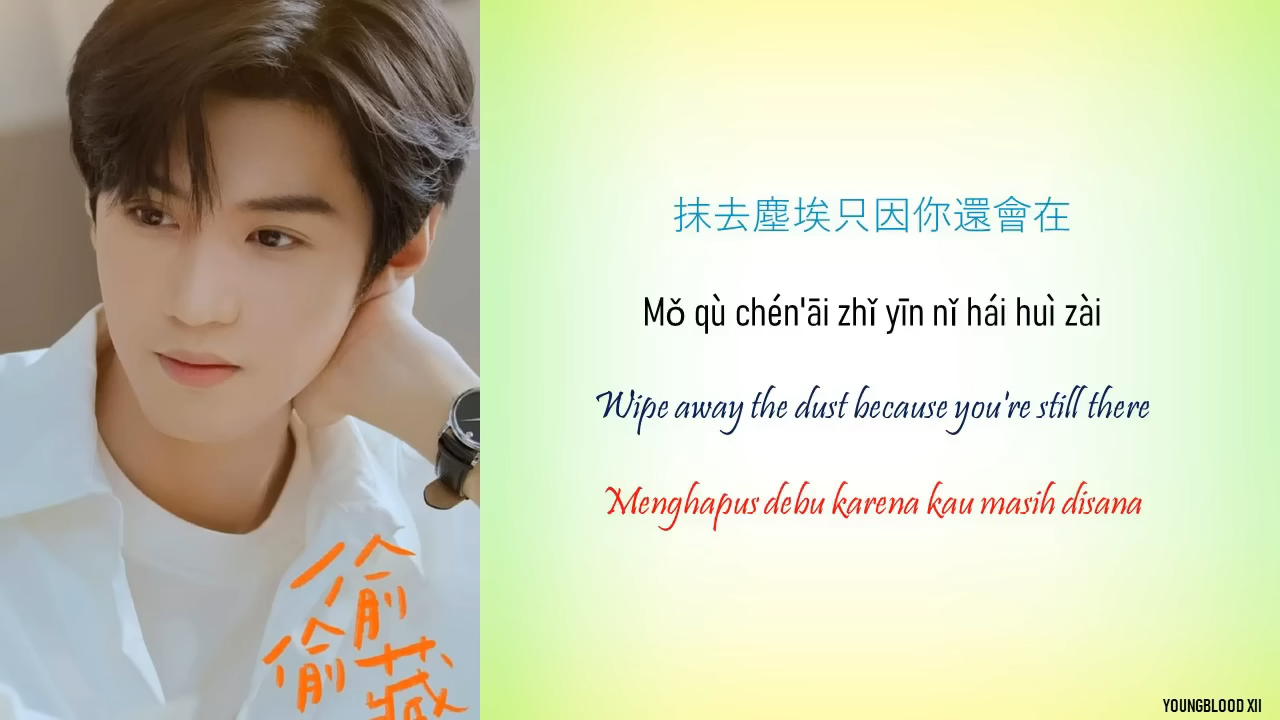 抹去塵埃只因你還會在
Mǒ qù chén'āi zhǐ yīn nǐ hái huì zài
Wipe away the dust because you're still there
Menghapus debu karena kau masih disana
偷
偷藏
YOUNGBLOOD XII